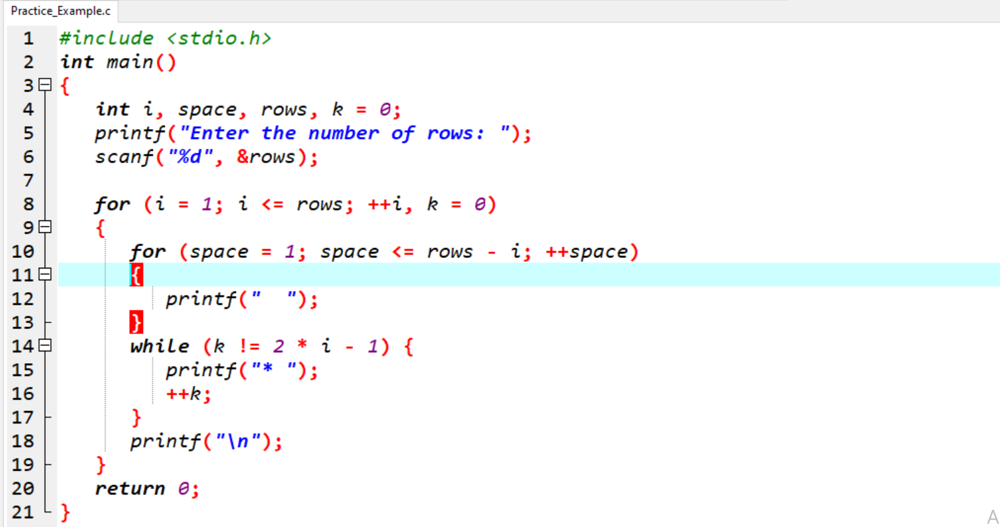 Practice_Example.c
1 #include <stdio.h>
2 int main()
3 {
4    int i, space, rows, k = 0;
5    printf("Enter the number of rows: ");
6    scanf("%d", &rows);
7
8    for (i = 1; i <= rows; ++i, k = 0)
9    {
10      for (space = 1; space <= rows - i; ++space)
11      {
12         printf("  ");
13      }
14      while (k != 2 * i - 1) {
15         printf("* ");
16         ++k;
17      }
18      printf("\n");
19   }
20   return 0;
21 }
A